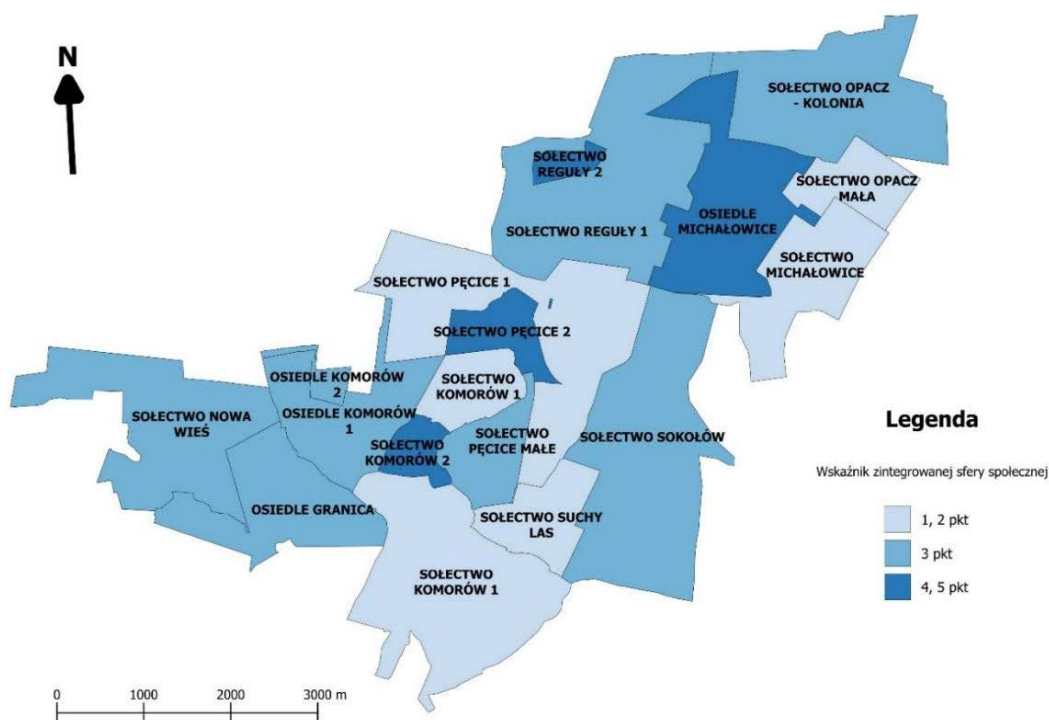 N
SOŁECTWO OPACZ
- KOLONIA
SOŁECTWO
REGUŁY 2
SOŁECTWO OPACZ
MAŁA
OSIEDLE
MICHAŁOWICE
SOŁECTWO REGUŁY 1
SOŁECTWO
MICHAŁOWICE
SOŁECTWO PĘCICE 1
SOŁECTWO PĘCICE 2
OSIEDLE KOMORÓW
2
SOŁECTWO
KOMORÓW 1
SOŁECTWO NOWA
WIEŚ
OSIEDLE KOMORÓW
1
SOŁECTWO
KOMORÓW 2
SOŁECTWO
PĘCICE MAŁE
SOŁECTWO SOKOŁÓW
OSIEDLE GRANICA
SOŁECTWO SUCHY
LAS
SOŁECTWO
KOMORÓW 1
Legenda
Wskaźnik zintegrowanej sfery społecznej
1, 2 pkt
3 pkt
4, 5 pkt
0 1000 2000 3000 m